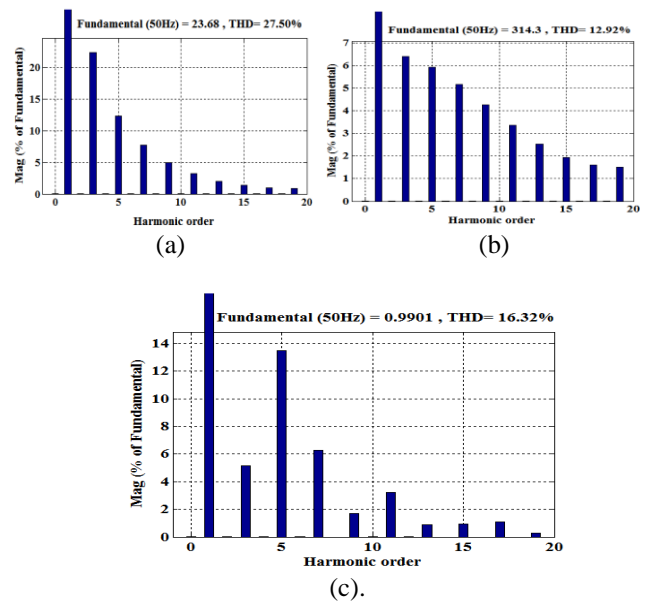 Fundamental (50Hz) = 23.68 , THD= 27.50%
Mag (% of Fundamental)
20
15
10
5
0
0 5 10 15 20
Harmonic order
(a)
Fundamental (50Hz) = 314.3 , THD= 12.92%
Mag (% of Fundamental)
7
6
5
4
3
2
1
0
0 5 10 15 20
Harmonic order
(b)
Fundamental (50Hz) = 0.9901 , THD= 16.32%
Mag (% of Fundamental)
14
12
10
8
6
4
2
0
0 5 10 15 20
Harmonic order
(c).